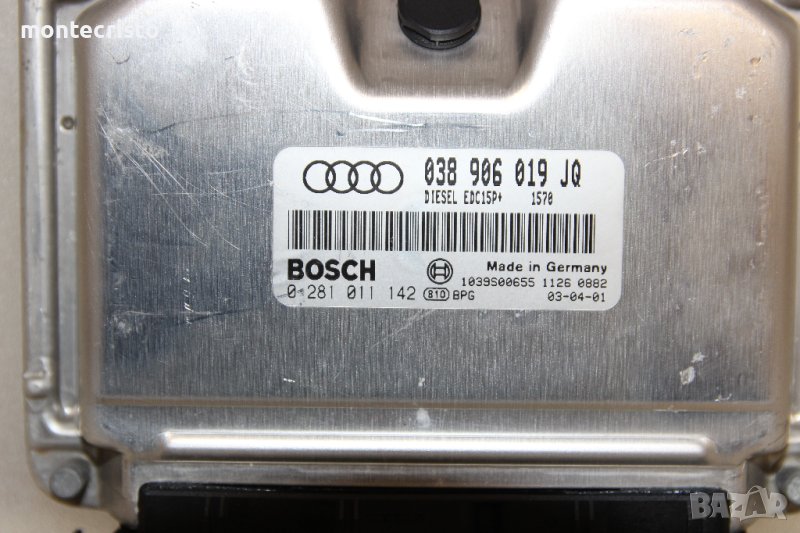 montecristo
038 906 019 JQ
DIESEL EDC15P+ 1570
BOSCH
Made in Germany
1039S00655 1126 0882
0 281 011 142 810 BPG 03-04-01
BAZAR